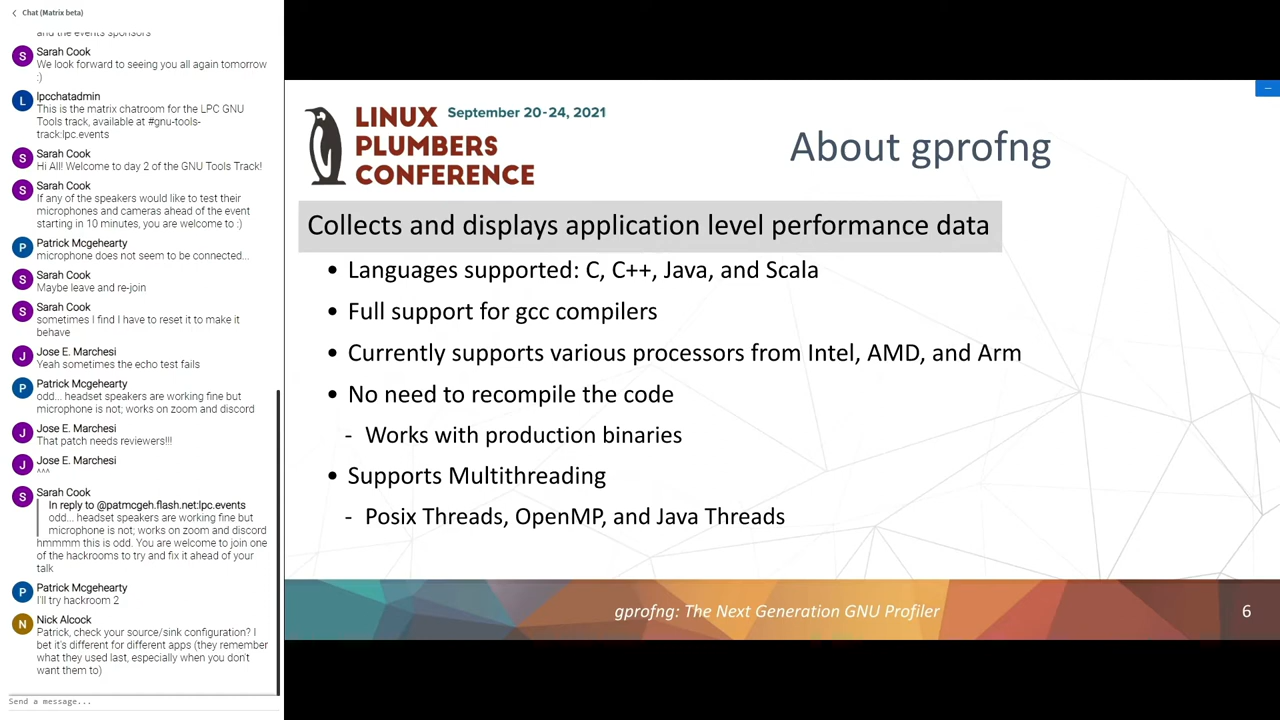 Chat (Matrix beta)
and the events sponsors
S
Sarah Cook
We look forward to seeing you all again tomorrow
:)
L
lpcchatadmin
This is the matrix chatroom for the LPC GNU
Tools track, available at #gnu-tools-
track:lpc.events
S
Sarah Cook
Hi All! Welcome to day 2 of the GNU Tools Track!
S
Sarah Cook
If any of the speakers would like to test their
microphones and cameras ahead of the event
starting in 10 minutes, you are welcome to :)
P
Patrick Mcgehearty
microphone does not seem to be connected...
S
Sarah Cook
Maybe leave and re-join
S
Sarah Cook
sometimes I find I have to reset it to make it
behave
J
Jose E. Marchesi
Yeah sometimes the echo test fails
P
Patrick Mcgehearty
odd... headset speakers are working fine but
microphone is not; works on zoom and discord
J
Jose E. Marchesi
That patch needs reviewers!!!
J
Jose E. Marchesi
^^^
S
Sarah Cook
In reply to @patmcgeh.flash.net:lpc.events
odd... headset speakers are working fine but
microphone is not; works on zoom and discord
hmmmm this is odd. You are welcome to join one
of the hackrooms to try and fix it ahead of your
talk
P
Patrick Mcgehearty
I'll try hackroom 2
N
Nick Alcock
Patrick, check your source/sink configuration? I
bet it's different for different apps (they remember
what they used last, especially when you don't
want them to)
Send a message...
LINUX
PLUMBERS
CONFERENCE
September 20-24, 2021
About gprofng
Collects and displays application level performance data
• Languages supported: C, C++, Java, and Scala
• Full support for gcc compilers
• Currently supports various processors from Intel, AMD, and Arm
• No need to recompile the code
- Works with production binaries
• Supports Multithreading
- Posix Threads, OpenMP, and Java Threads
gprofng: The Next Generation GNU Profiler
6